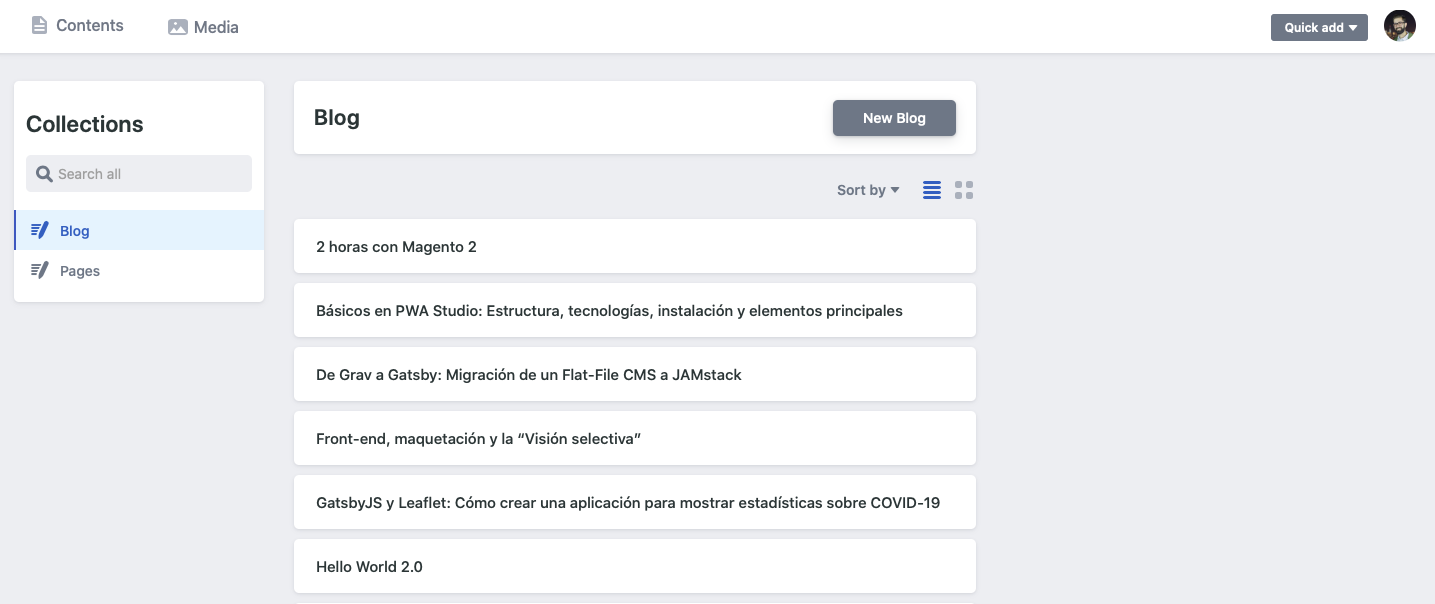 Contents
Media
Quick add
Collections
Search all
Blog
Pages
Blog
New Blog
Sort by
2 horas con Magento 2
Básicos en PWA Studio: Estructura, tecnologías, instalación y elementos principales
De Grav a Gatsby: Migración de un Flat-File CMS a JAMstack
Front-end, maquetación y la “Visión selectiva”
GatsbyJS y Leaflet: Cómo crear una aplicación para mostrar estadísticas sobre COVID-19
Hello World 2.0